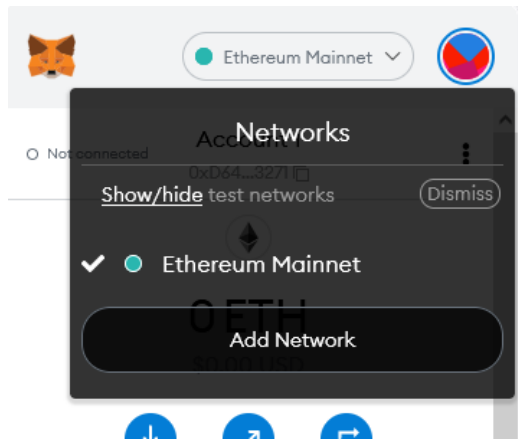 Ethereum Mainnet
Networks
Not connected
Account 1
0xD64...3271
Show/hide test networks
Dismiss
Ethereum Mainnet
0 ETH
Add Network
$0.00 USD